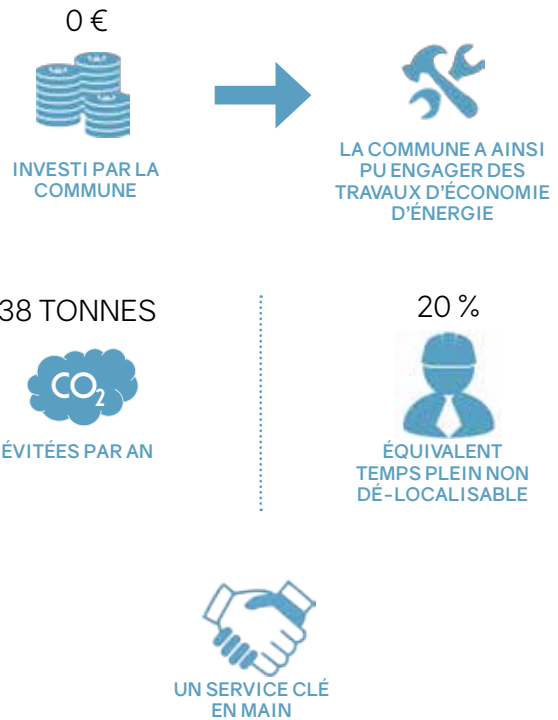 0 €
INVESTI PAR LA
COMMUNE
LA COMMUNE A AINSI
PU ENGAGER DES
TRAVAUX D'ÉCONOMIE
D'ÉNERGIE
38 TONNES
CO2
ÉVITÉES PAR AN
20 %
ÉQUIVALENT
TEMPS PLEIN NON
DÉ-LOCALISABLE
UN SERVICE CLÉ
EN MAIN